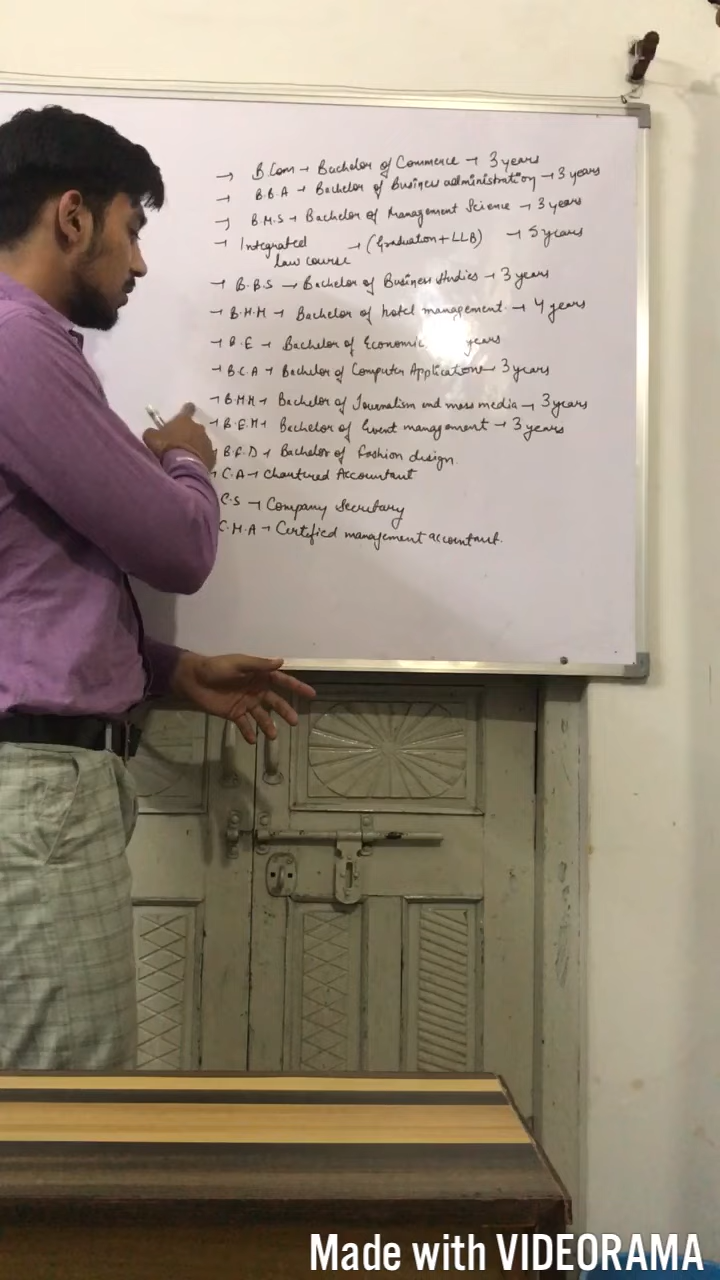 → B.Com → Bachelor of Commerce → 3 years
→ B.B.A → Bachelor of Business administration → 3 years
→ B.M.S → Bachelor of Management Science → 3 years
→ Integrated law course → (Graduation + LLB) → 5 years
→ B.B.S → Bachelor of Business Studies → 3 years
→ B.H.M → Bachelor of hotel management → 4 years
→ B.E → Bachelor of Economic years
→ B.C.A → Bachelor of Computer Applications → 3 years
→ Bachelor of Journalism and mass media → 3 years
→ B.E.M → Bachelor of Event management → 3 years
B.F.D → Bachelor of fashion design.
→ C.A → Chartered Accountant
C.S → Company Secretary
C.M.A → Certified management accountant.
Made with VIDEORAMA